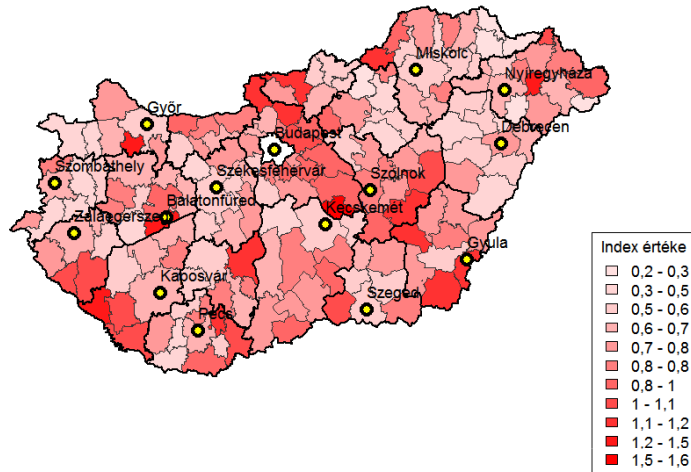 Miskolc
Nyíregyháza
Győr
Budapest
Debrecen
Szombathely
Székesfehérvár
Szolnok
Balatonfüred
Zalaegerszeg
Kecskemét
Gyula
Kaposvár
Szeged
Pécs
Index értéke
0,2 - 0,3
0,3 - 0,5
0,5 - 0,6
0,6 - 0,7
0,7 - 0,8
0,8 - 0,8
0,8 - 1
1 - 1,1
1,1 - 1,2
1,2 - 1,5
1,5 - 1,6